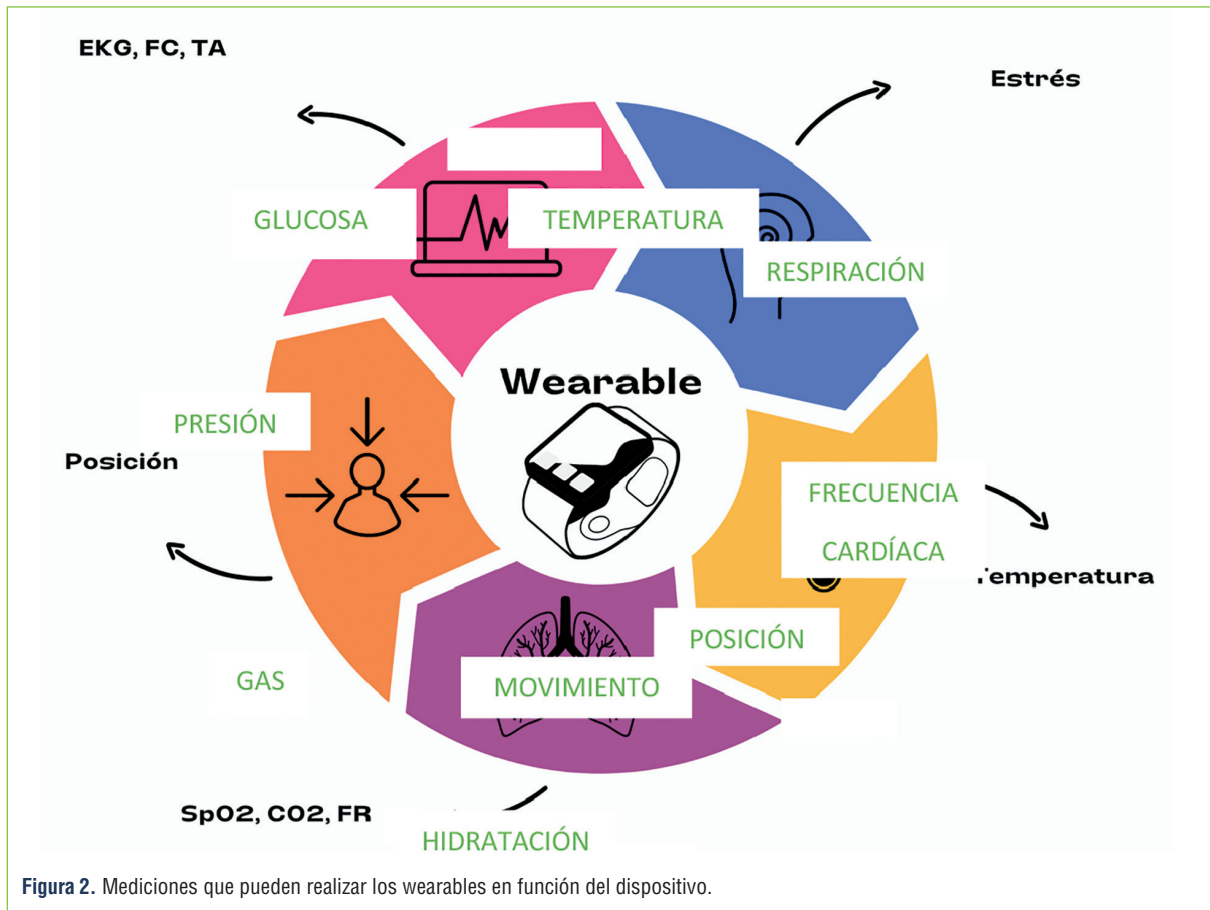 EKG, FC, TA
Estrés
GLUCOSA
TEMPERATURA
RESPIRACIÓN
Wearable
PRESIÓN
Posición
FRECUENCIA
CARDÍACA
Temperatura
POSICIÓN
GAS
MOVIMIENTO
SpO2, CO2, FR
HIDRATACIÓN
Figura 2. Mediciones que pueden realizar los wearables en función del dispositivo.